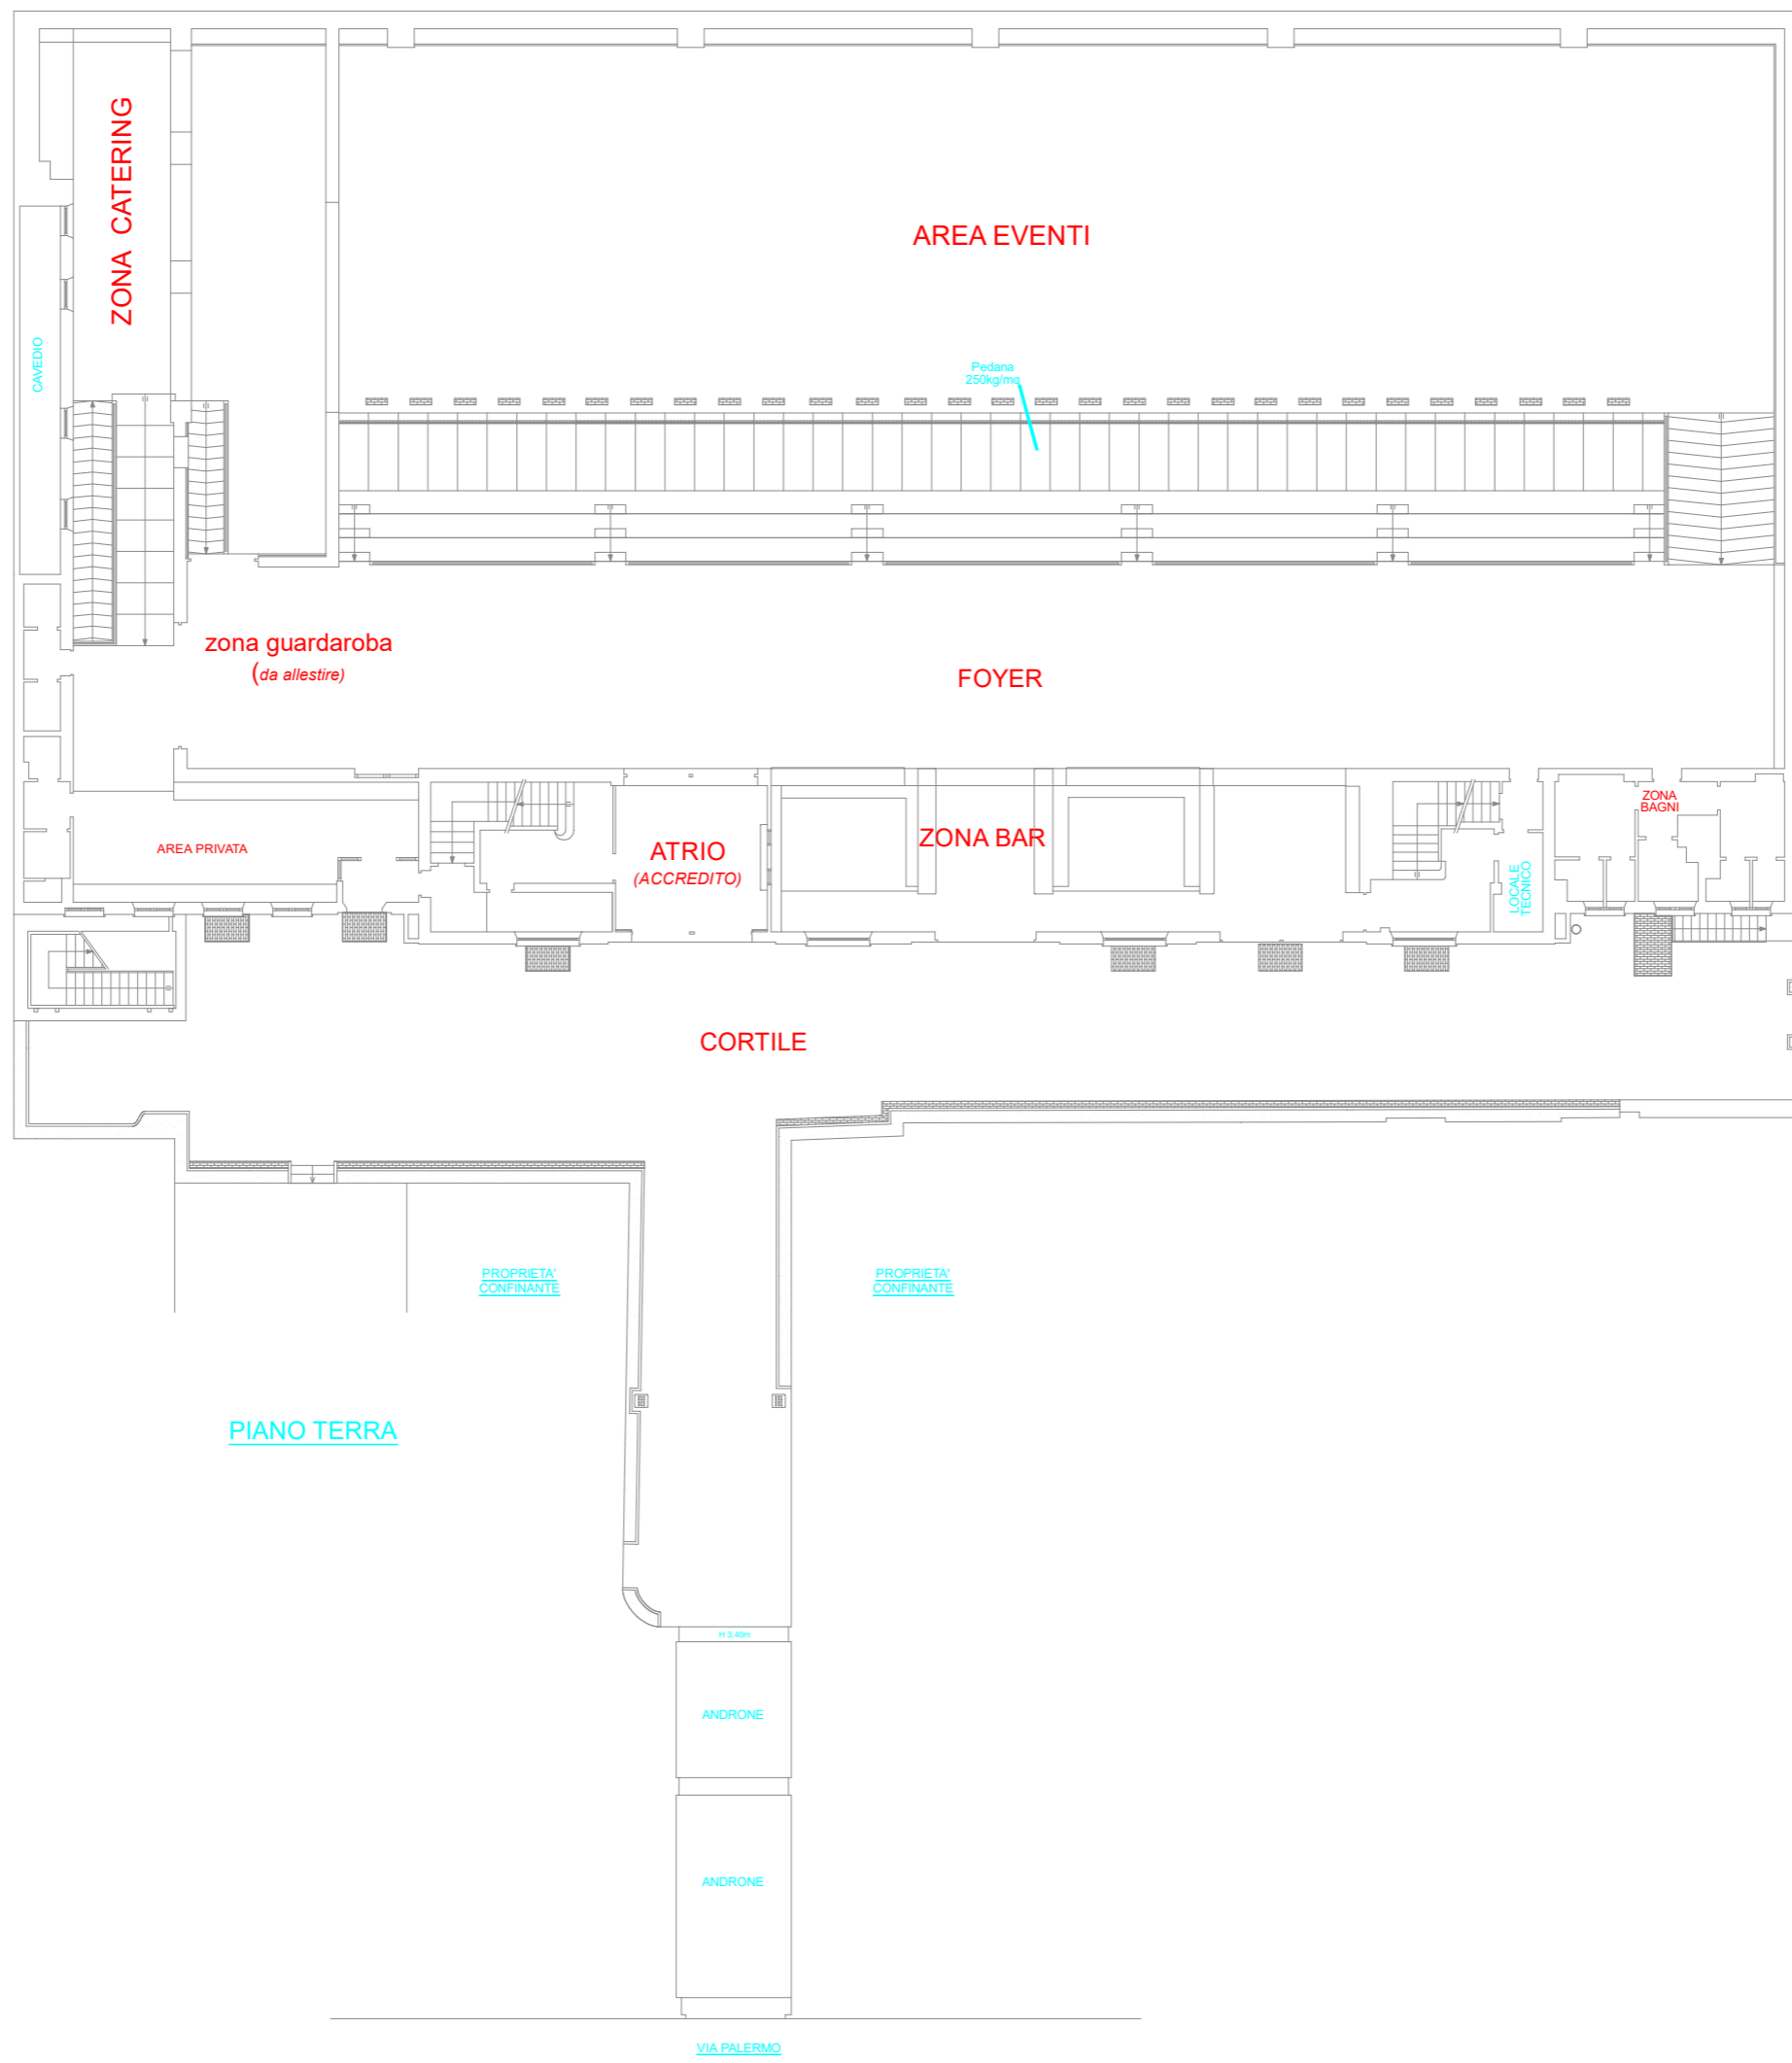 ZONA CATERING
AREA EVENTI
CAVEDIO
Pedana
250kg/mq
zona guardaroba
(da allestire)
FOYER
ZONA
BAGNI
AREA PRIVATA
ATRIO
(ACCREDITO)
ZONA BAR
LOCALE
TECNICO
CORTILE
PROPRIETA'
CONFINANTE
PROPRIETA'
CONFINANTE
PIANO TERRA
H 3.40m
ANDRONE
ANDRONE
VIA PALERMO